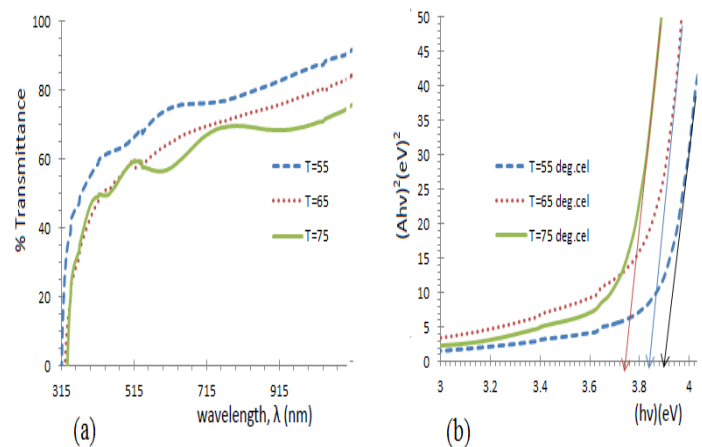 100
80
60
40
20
0
% Transmittance
T=55
T=65
T=75
315 515 715 915
wavelength, λ (nm)
(a)
50
45
40
35
30
25
20
15
10
5
0
(Ahν)²(eV)²
T=55 deg.cel
T=65 deg.cel
T=75 deg.cel
3 3.2 3.4 3.6 3.8 4
(hν)(eV)
(b)